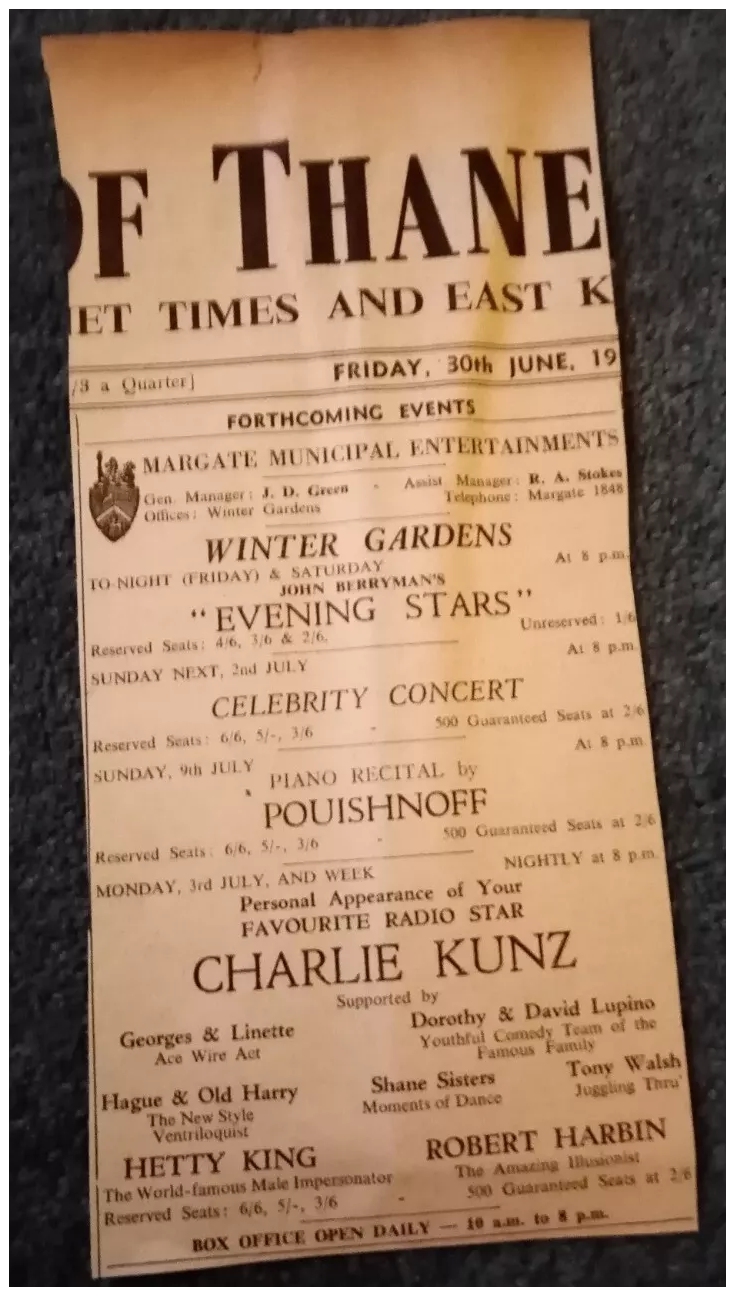 OF THANE
ET TIMES AND EAST K
/3 a Quarter] FRIDAY, 30th JUNE, 19
FORTHCOMING EVENTS
MARGATE MUNICIPAL ENTERTAINMENTS
Gen. Manager: J. D. Green - Assist Manager: R. A. Stokes
Offices: Winter Gardens Telephone: Margate 1848
WINTER GARDENS
TO-NIGHT (FRIDAY) & SATURDAY At 8 p.m.
JOHN BERRYMAN'S
"EVENING STARS"
Reserved Seats: 4/6, 3/6 & 2/6. Unreserved: 1/6
SUNDAY NEXT, 2nd JULY At 8 p.m.
CELEBRITY CONCERT
Reserved Seats: 6/6, 5/-, 3/6 - 500 Guaranteed Seats at 2/6
SUNDAY, 9th JULY At 8 p.m.
PIANO RECITAL by
POUISHNOFF
Reserved Seats: 6/6, 5/-, 3/6 - 500 Guaranteed Seats at 2/6
MONDAY, 3rd JULY, AND WEEK NIGHTLY at 8 p.m.
Personal Appearance of Your
FAVOURITE RADIO STAR
CHARLIE KUNZ
Supported by
Georges & Linette
Ace Wire Act
Dorothy & David Lupino
Youthful Comedy Team of the
Famous Family
Hague & Old Harry
The New Style
Ventriloquist
Shane Sisters
Moments of Dance
Tony Walsh
Juggling Thru'
HETTY KING
The World-famous Male Impersonator
ROBERT HARBIN
The Amazing Illusionist
Reserved Seats: 6/6, 5/-, 3/6 - 500 Guaranteed Seats at 2/6
BOX OFFICE OPEN DAILY — 10 a.m. to 8 p.m.